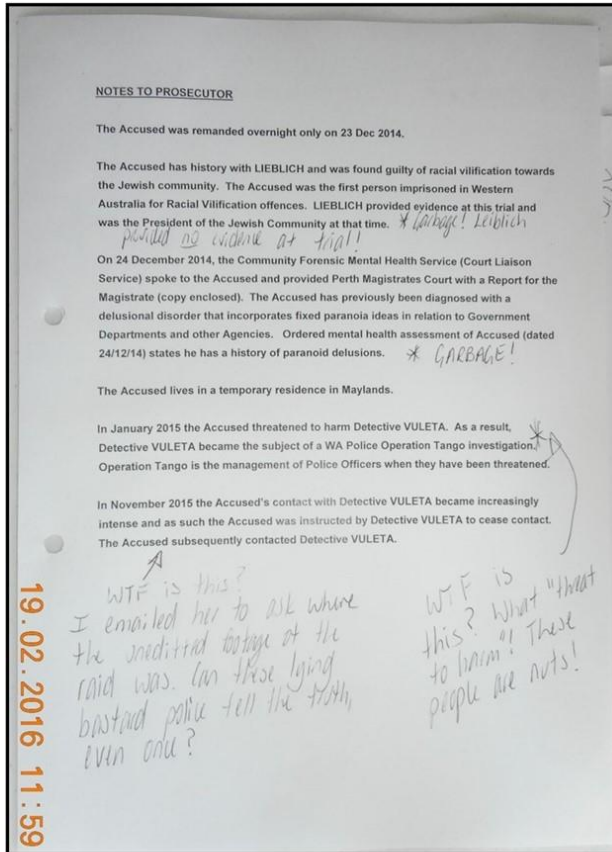 NOTES TO PROSECUTOR
The Accused was remanded overnight only on 23 Dec 2014.
The Accused has history with LIEBLICH and was found guilty of racial vilification towards
the Jewish community. The Accused was the first person imprisoned in Western
Australia for Racial Vilification offences. LIEBLICH provided evidence at this trial and
was the President of the Jewish Community at that time. * Garbage! Leiblich
provided no evidence at trial!
On 24 December 2014, the Community Forensic Mental Health Service (Court Liaison
Service) spoke to the Accused and provided Perth Magistrates Court with a Report for the
Magistrate (copy enclosed). The Accused has previously been diagnosed with a
delusional disorder that incorporates fixed paranoia ideas in relation to Government
Departments and other Agencies. Ordered mental health assessment of Accused (dated
24/12/14) states he has a history of paranoid delusions. * GARBAGE!
The Accused lives in a temporary residence in Maylands.
In January 2015 the Accused threatened to harm Detective VULETA. As a result,
Detective VULETA became the subject of a WA Police Operation Tango investigation. *
Operation Tango is the management of Police Officers when they have been threatened.
In November 2015 the Accused's contact with Detective VULETA became increasingly
intense and as such the Accused was instructed by Detective VULETA to cease contact.
The Accused subsequently contacted Detective VULETA.
WTF is this?
I emailed her to ask where
the uneditted footage of the
raid was. Can these lying
bastard police tell the truth,
even once?
WTF is
this? What "threat
to harm"! These
people are nuts!
19.02.2016 11:59